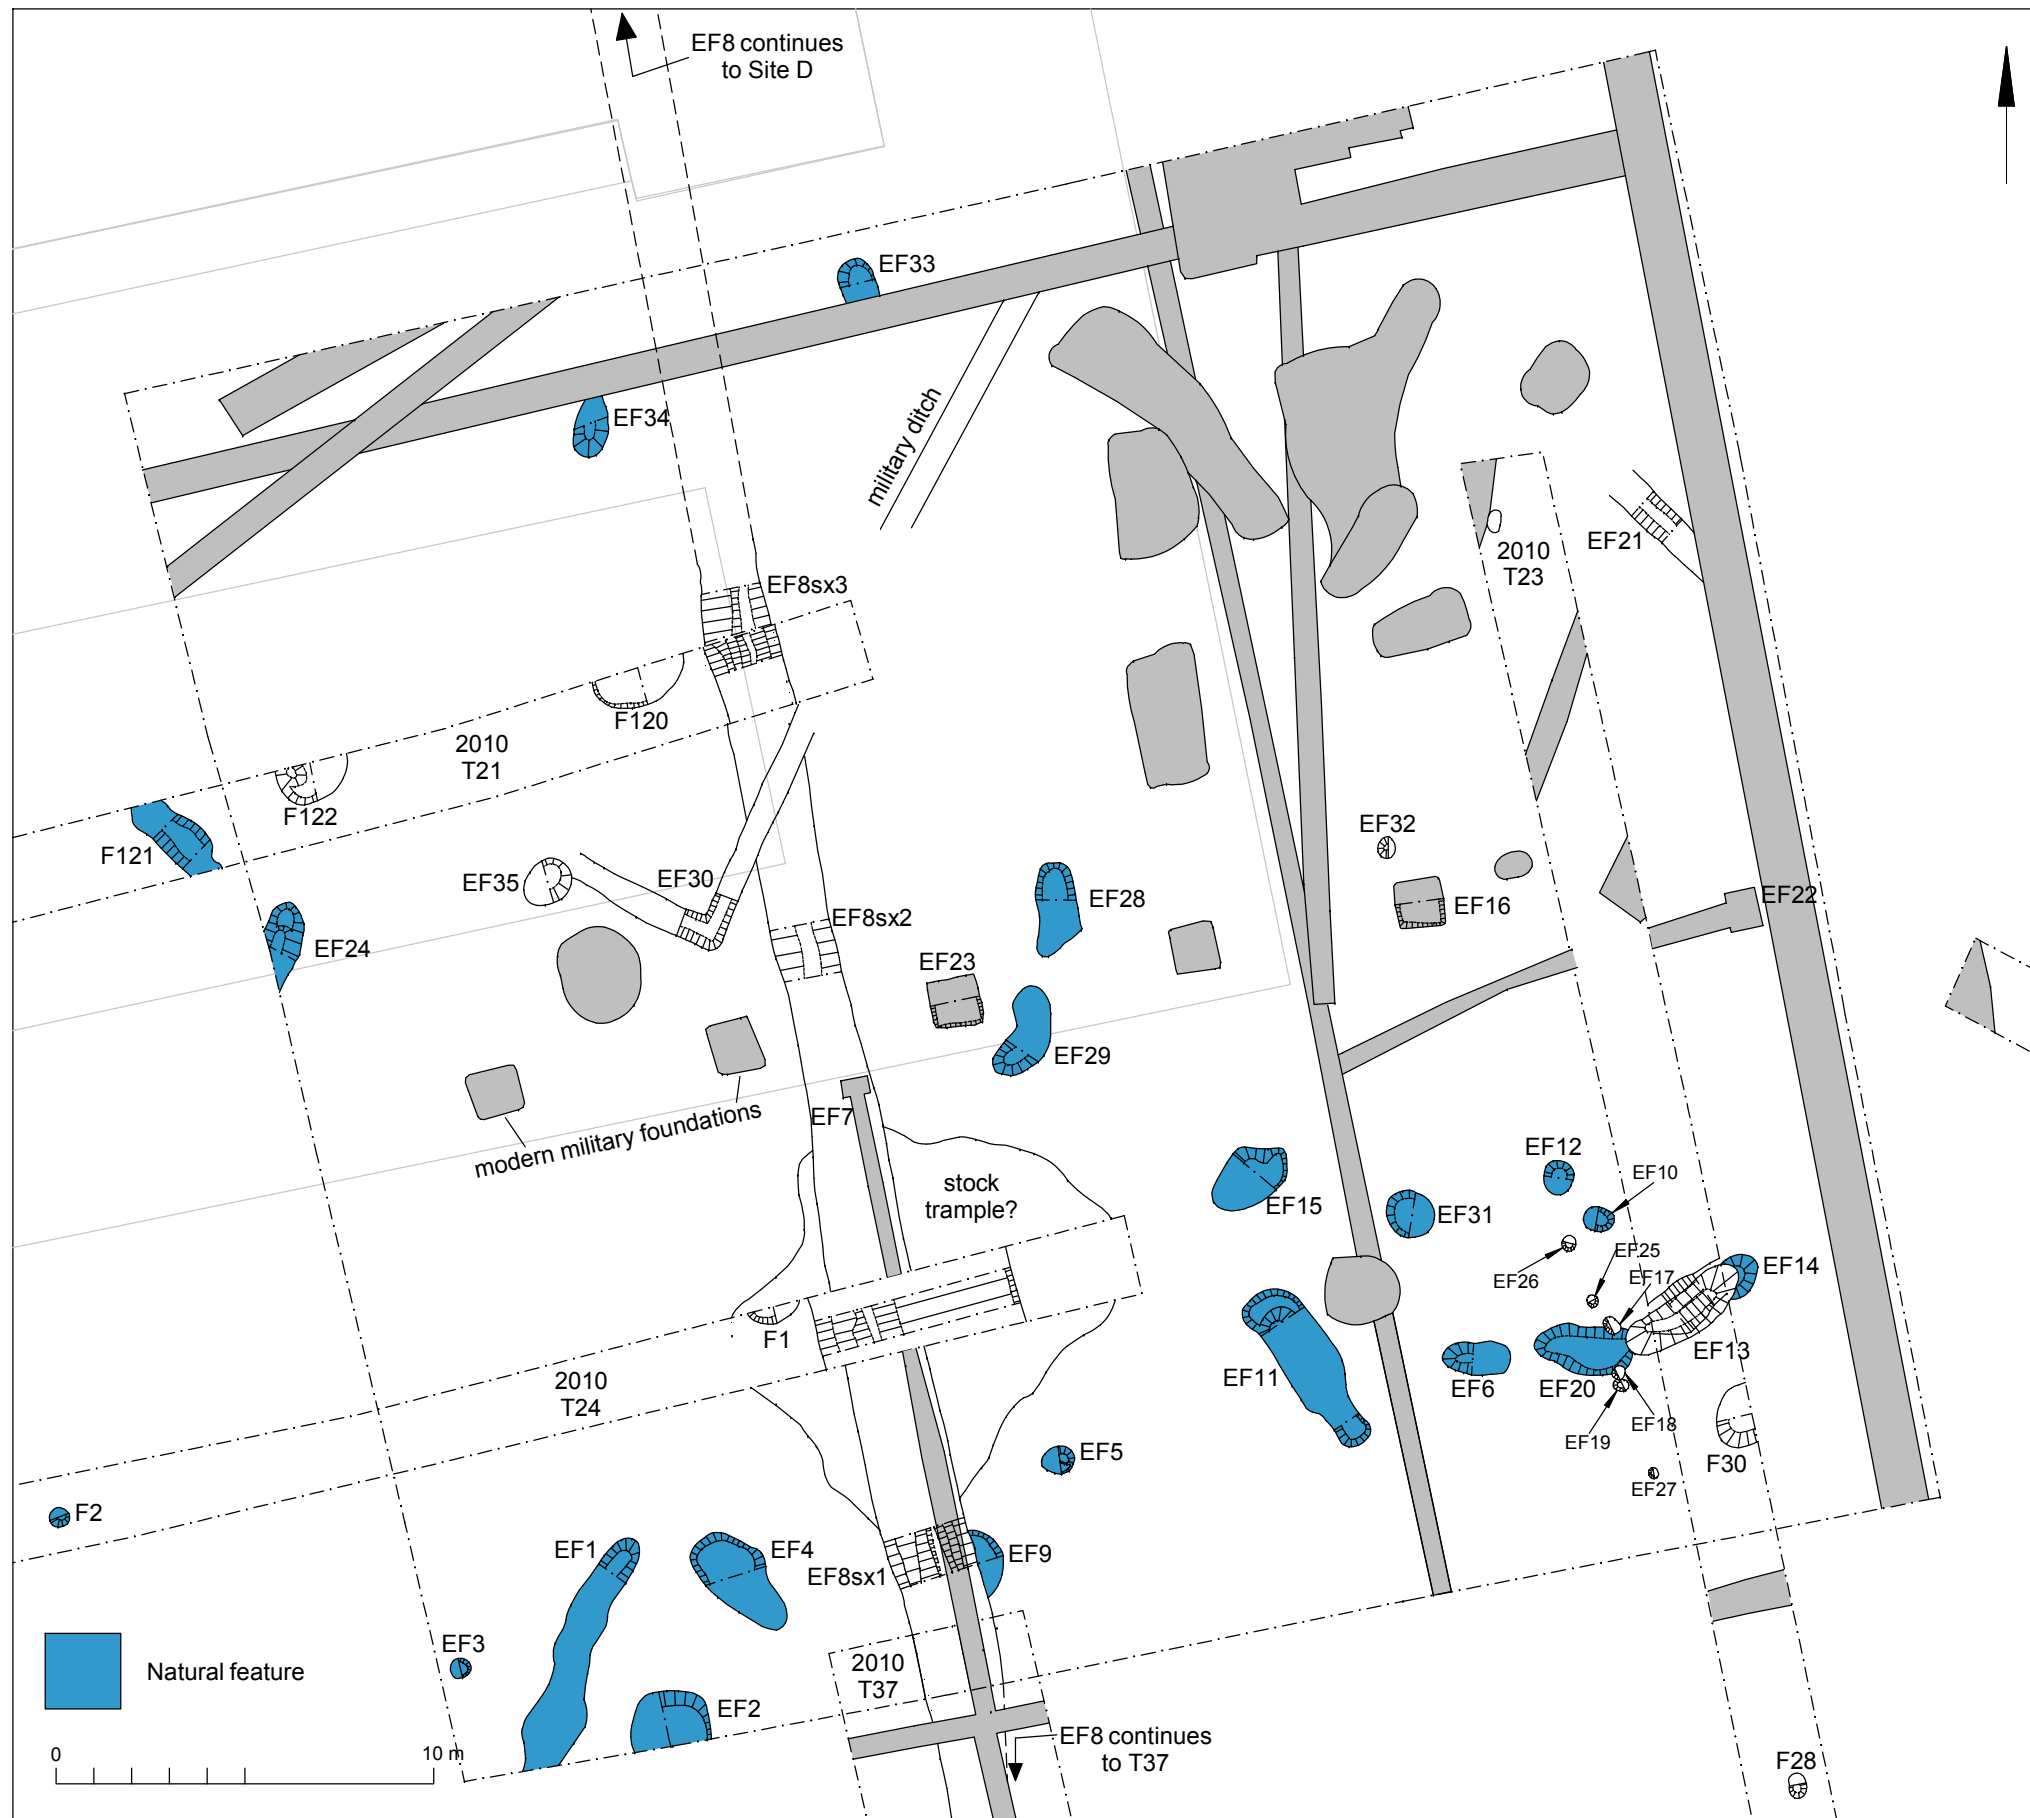 EF8 continues
to Site D
EF33
EF34
military ditch
2010
T23
EF21
EF8sx3
F120
2010
T21
F122
F121
EF35
EF30
EF32
EF28
EF16
EF22
EF8sx2
EF24
EF23
EF29
EF7
modern military foundations
stock
trample?
EF12
EF10
EF15
EF31
EF25
EF26
EF17
EF14
F1
EF13
EF11
EF6
EF20
2010
T24
EF18
EF19
EF5
F30
EF27
F2
EF1
EF4
EF9
EF8sx1
EF3
2010
T37
Natural feature
EF2
EF8 continues
to T37
0
10 m
F28